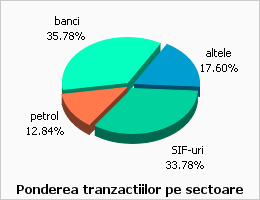 banci
35.78%
altele
17.60%
petrol
12.84%
SIF-uri
33.78%
Ponderea tranzactiilor pe sectoare